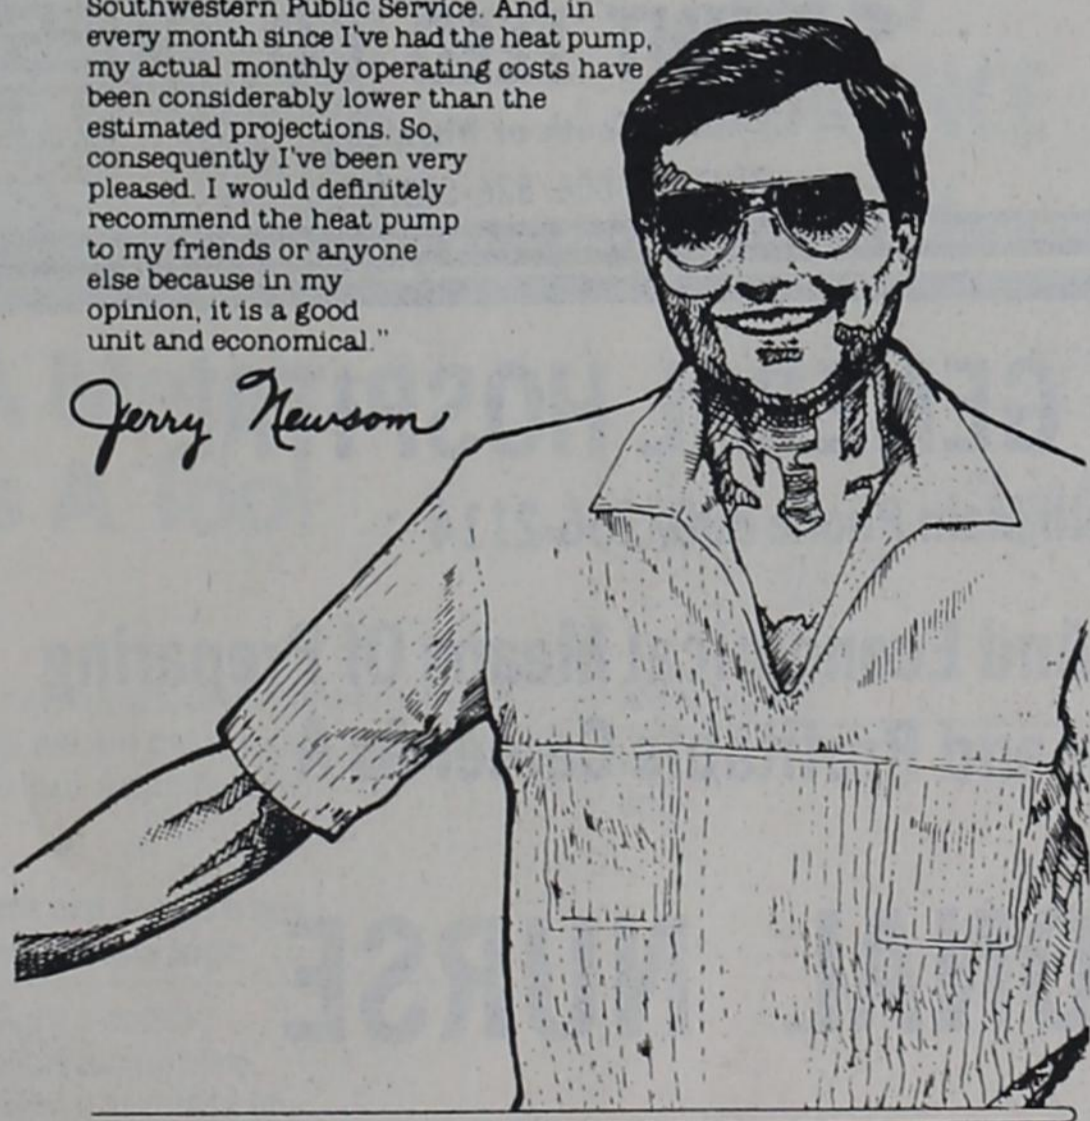 Southwestern Public Service. And, in
every month since I've had the heat pump,
my actual monthly operating costs have
been considerably lower than the
estimated projections. So,
consequently I've been very
pleased. I would definitely
recommend the heat pump
to my friends or anyone
else because in my
opinion, it is a good
unit and economical."
Jerry Newsom